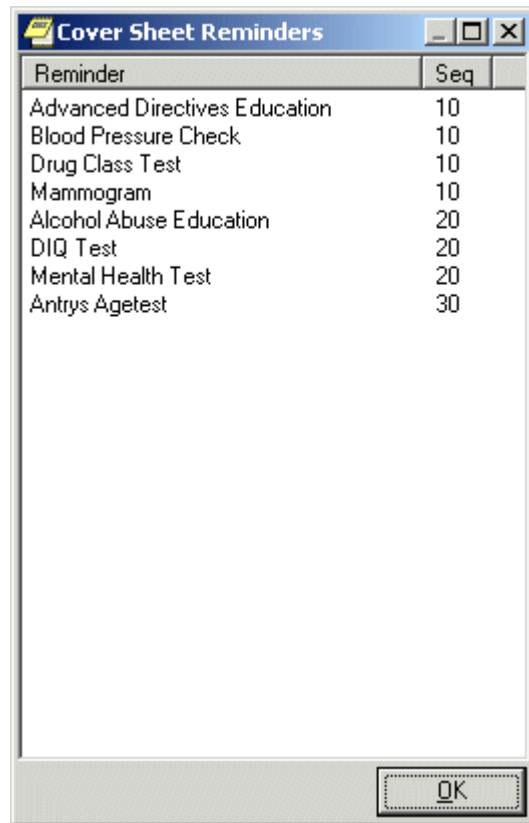 Cover Sheet Reminders
Reminder Seq
Advanced Directives Education 10
Blood Pressure Check 10
Drug Class Test 10
Mammogram 10
Alcohol Abuse Education 20
DIQ Test 20
Mental Health Test 20
Antrys Agetest 30
OK